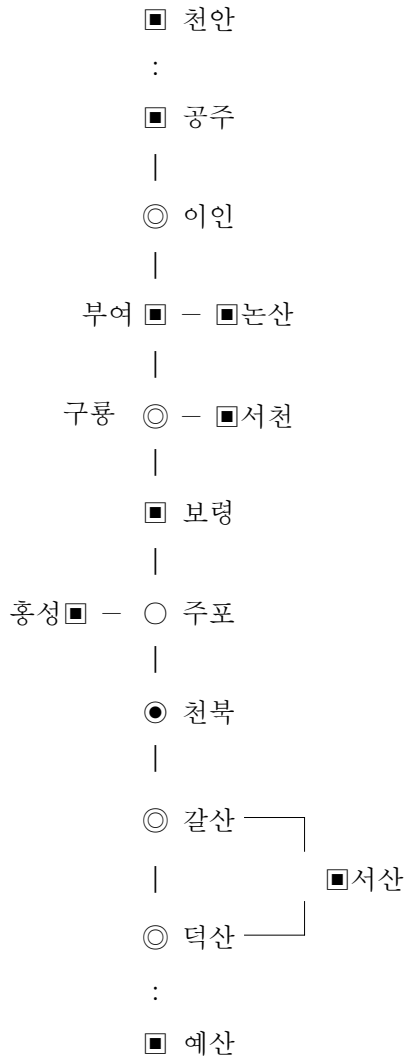 ▣ 천안
:
▣ 공주
|
◎ 이인
|
부여 ▣ － ▣논산
|
구룡 ◎ － ▣서천
|
▣ 보령
|
홍성▣ － ○ 주포
|
◉ 천북
|
◎ 갈산
| ▣서산
◎ 덕산
:
▣ 예산